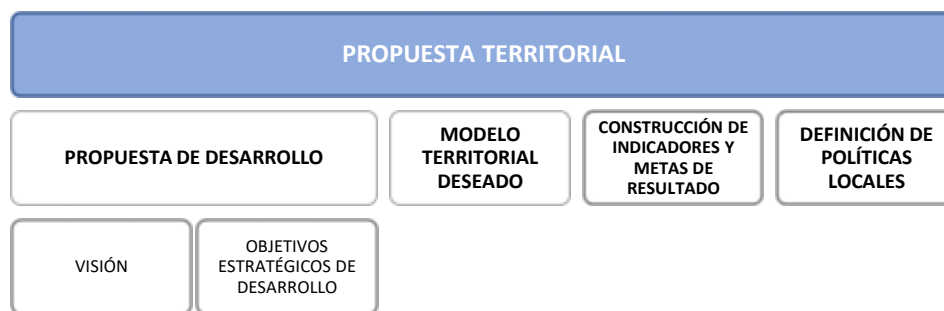 PROPUESTA TERRITORIAL
PROPUESTA DE DESARROLLO
MODELO
TERRITORIAL
DESEADO
CONSTRUCCIÓN DE
INDICADORES Y
METAS DE
RESULTADO
DEFINICIÓN DE
POLÍTICAS
LOCALES
VISIÓN
OBJETIVOS
ESTRATÉGICOS DE
DESARROLLO